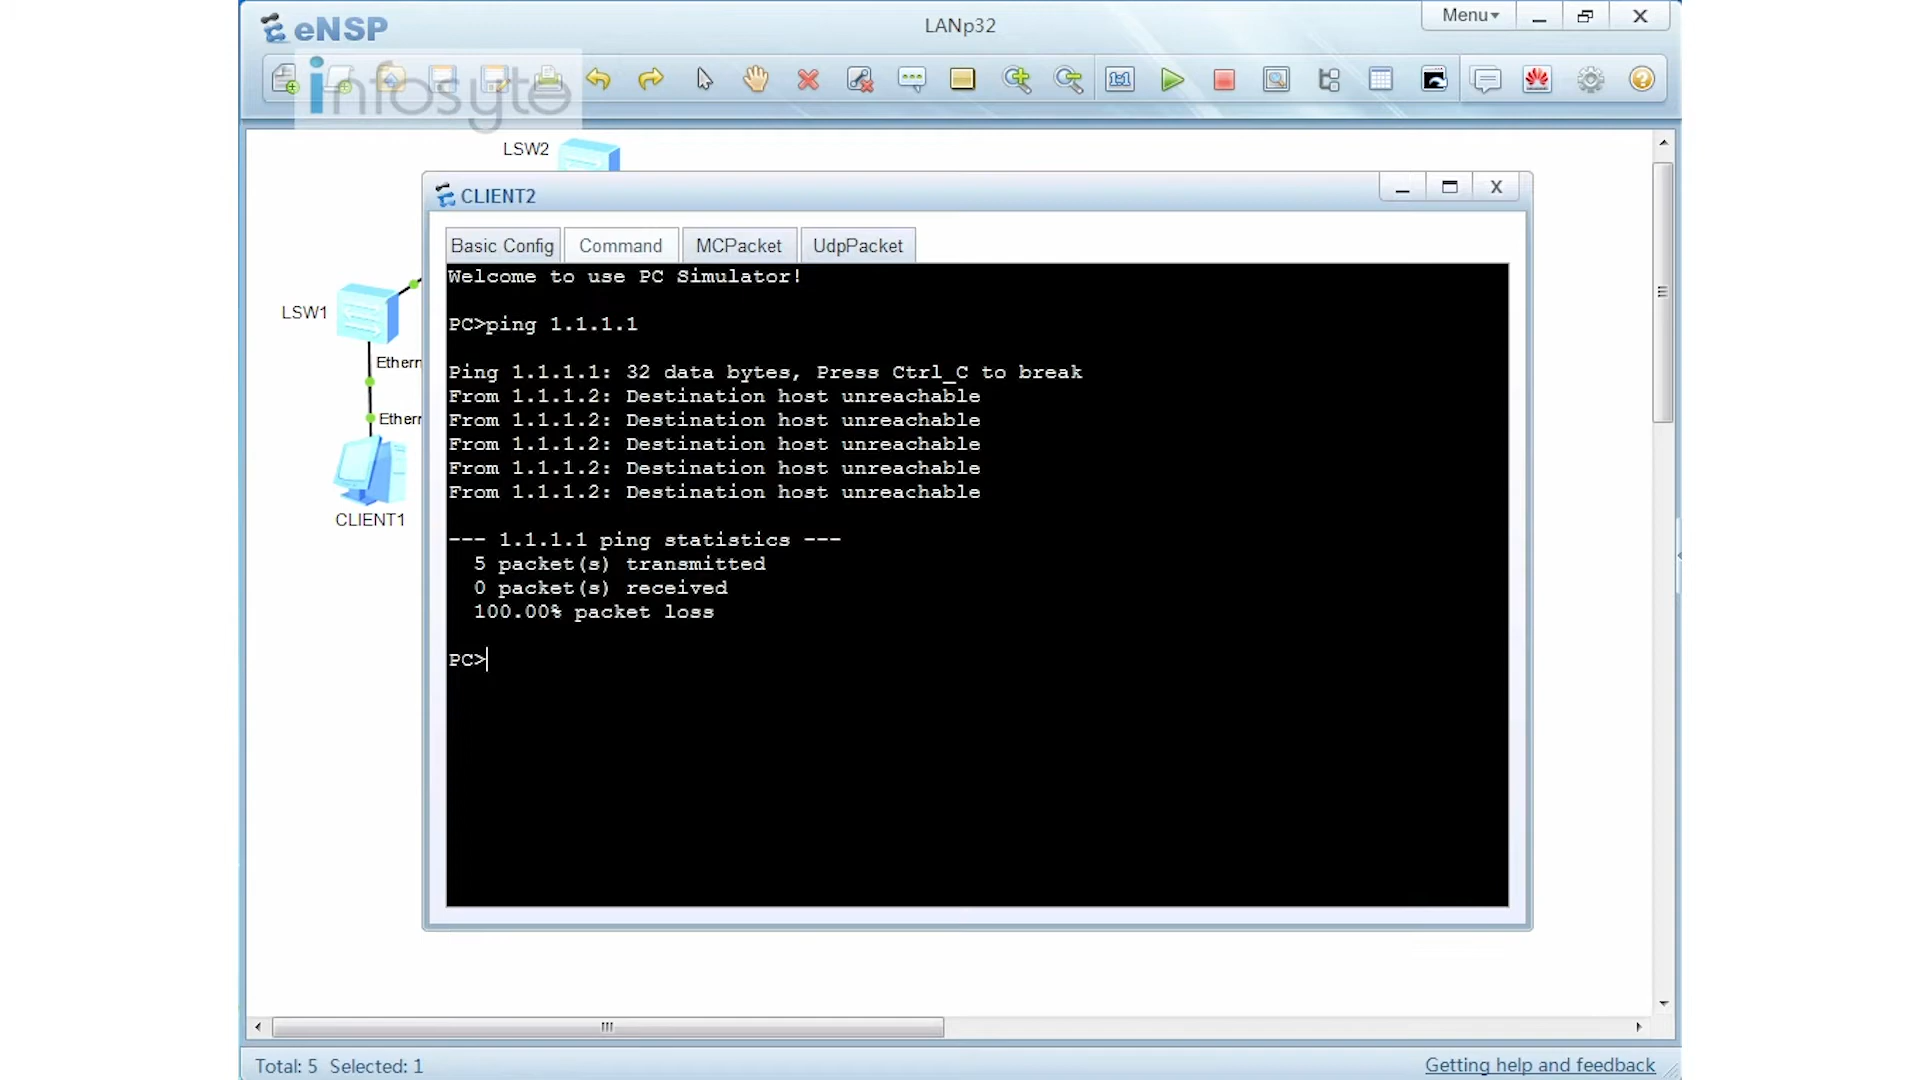 eNSP
LANp32
Menu
infosyte
LSW2
CLIENT2
Basic Config
Command
MCPacket
UdpPacket
Welcome to use PC Simulator!
PC>ping 1.1.1.1
Ping 1.1.1.1: 32 data bytes, Press Ctrl_C to break
From 1.1.1.2: Destination host unreachable
From 1.1.1.2: Destination host unreachable
From 1.1.1.2: Destination host unreachable
From 1.1.1.2: Destination host unreachable
From 1.1.1.2: Destination host unreachable
--- 1.1.1.1 ping statistics ---
5 packet(s) transmitted
0 packet(s) received
100.00% packet loss
PC>
LSW1
Ethern
Ethern
CLIENT1
Total: 5 Selected: 1
Getting help and feedback